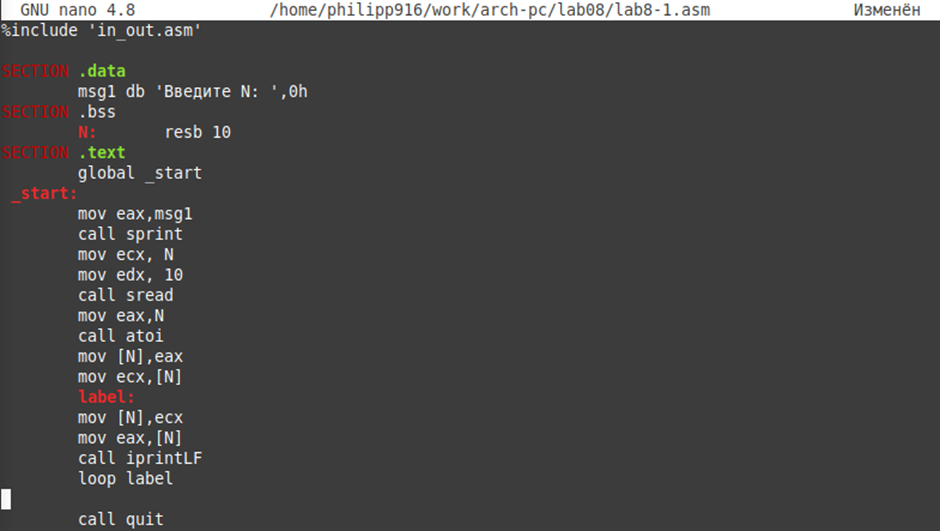 GNU nano 4.8 /home/philipp916/work/arch-pc/lab08/lab8-1.asm Изменён
%include 'in_out.asm'
SECTION .data
msg1 db 'Введите N: ',0h
SECTION .bss
N: resb 10
SECTION .text
global _start
_start:
mov eax,msg1
call sprint
mov ecx, N
mov edx, 10
call sread
mov eax,N
call atoi
mov [N],eax
mov ecx,[N]
label:
mov [N],ecx
mov eax,[N]
call iprintLF
loop label
call quit